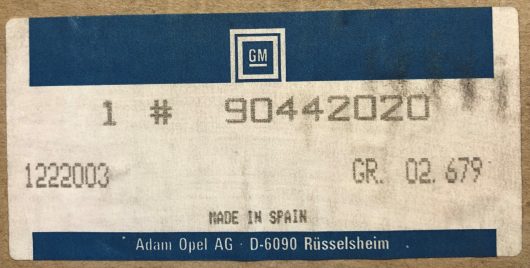 GM
1 # 90442020
1222003 GR. 02.679
MADE IN SPAIN
Adam Opel AG · D-6090 Rüsselsheim